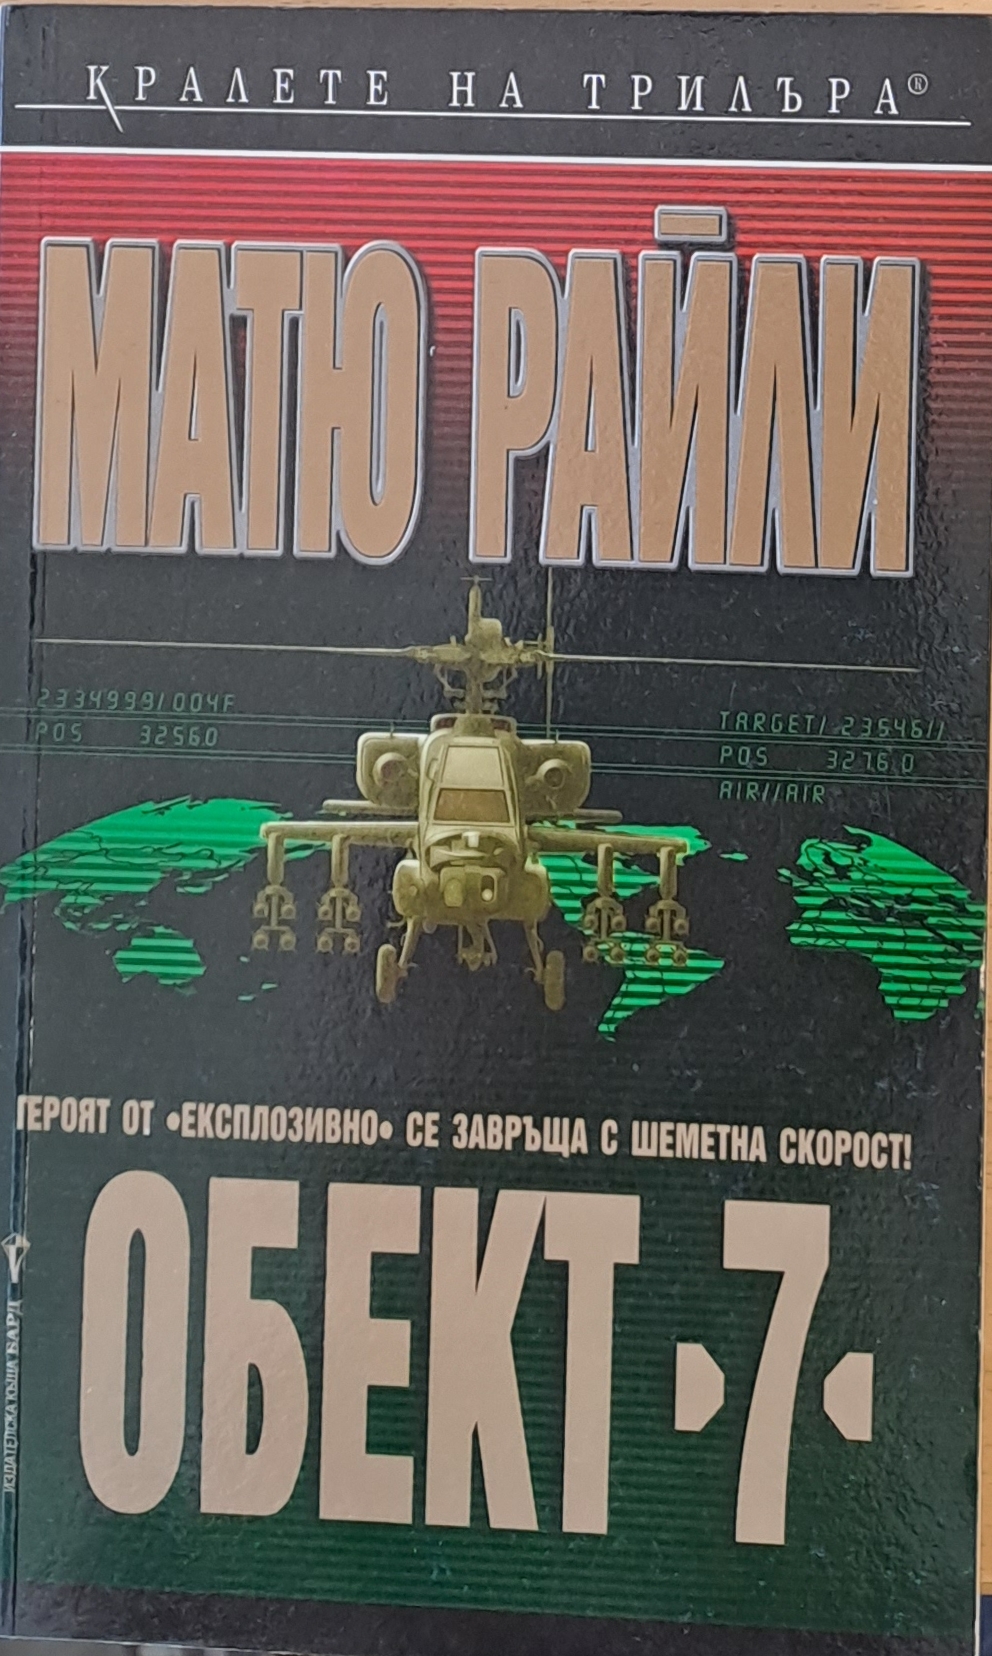 КРАЛЕТЕ НА ТРИЛЪРА®
МАТЮ РАЙЛИ
2334999/004F
POS 32560
TARGET/ 23546//
POS 3276.0
AIR//AIR
ГЕРОЯТ ОТ •ЕКСПЛОЗИВНО• СЕ ЗАВРЪЩА С ШЕМЕТНА СКОРОСТ!
ОБЕКТ 7
ИЗДАТЕЛСКА КЪЩА БАРД